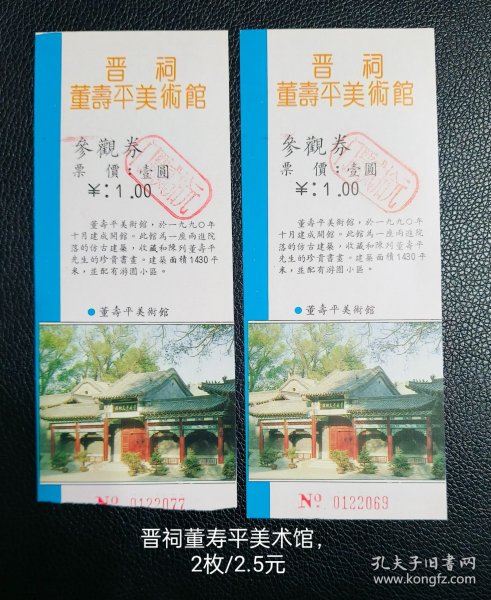 晋祠
董壽平美術館
參觀券
票 價：壹圓
￥：1.00
董壽平美術館，於一九九〇年
十月建成開館。此館為一座兩進院
落的仿古建築，收藏和陳列董壽平
先生的珍貴書畫。建築面積1430平
米，並配有游園小區。
● 董壽平美術館
No 0122077
晋祠
董壽平美術館
參觀券
票 價：壹圓
￥：1.00
董壽平美術館，於一九九〇年
十月建成開館。此館為一座兩進院
落的仿古建築，收藏和陳列董壽平
先生的珍貴書畫。建築面積1430平
米，並配有游園小區。
● 董壽平美術館
No 0122069
晋祠董寿平美术馆，
2枚/2.5元
孔夫子旧书网
www.kongfz.com